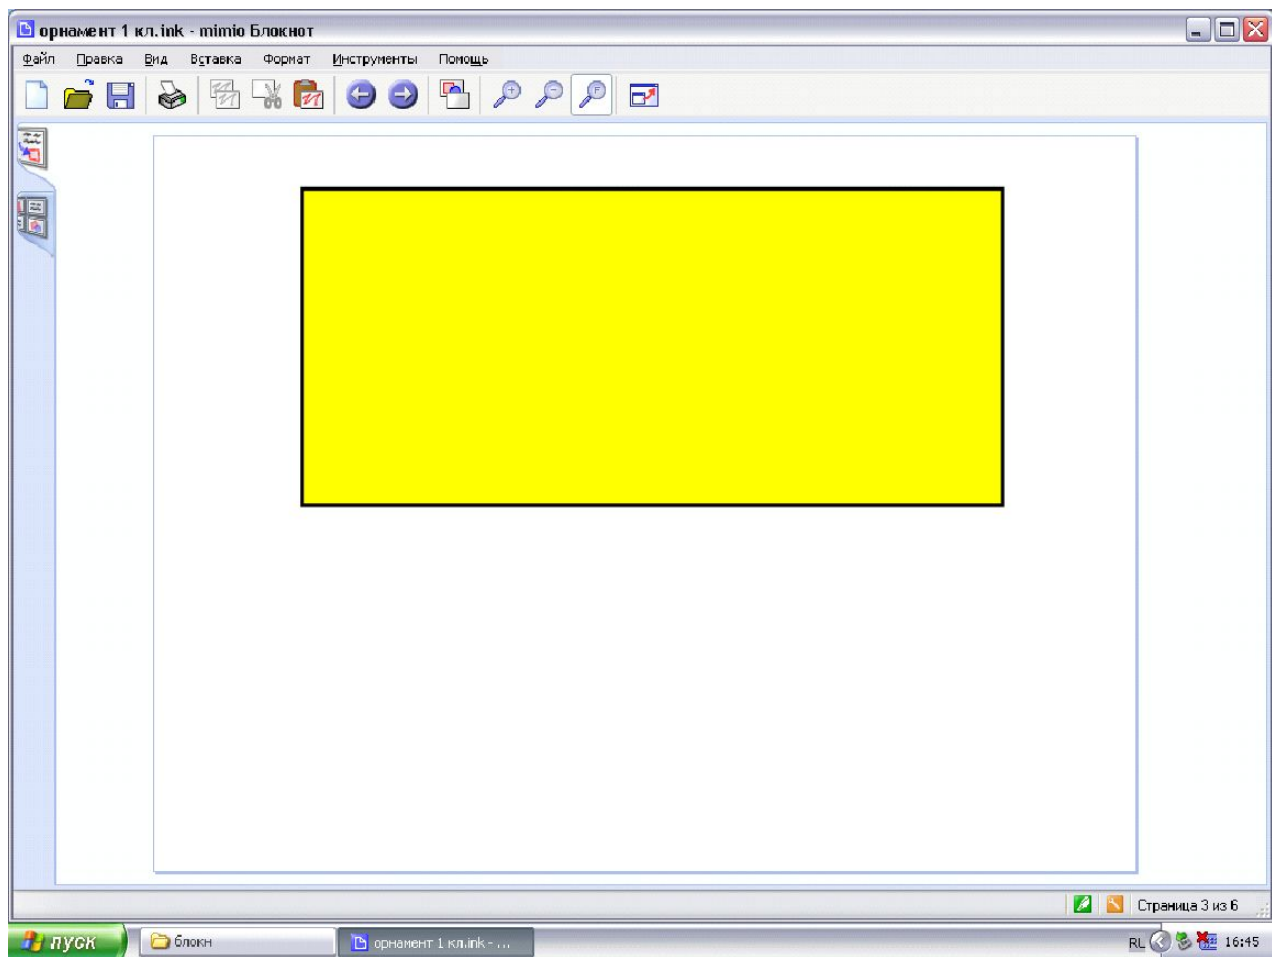 орнамент 1 кл.ink - mimio Блокнот
Файл Правка Вид Вставка Формат Инструменты Помощь
Страница 3 из 6
пуск блокн орнамент 1 кл.ink - ... RL 16:45